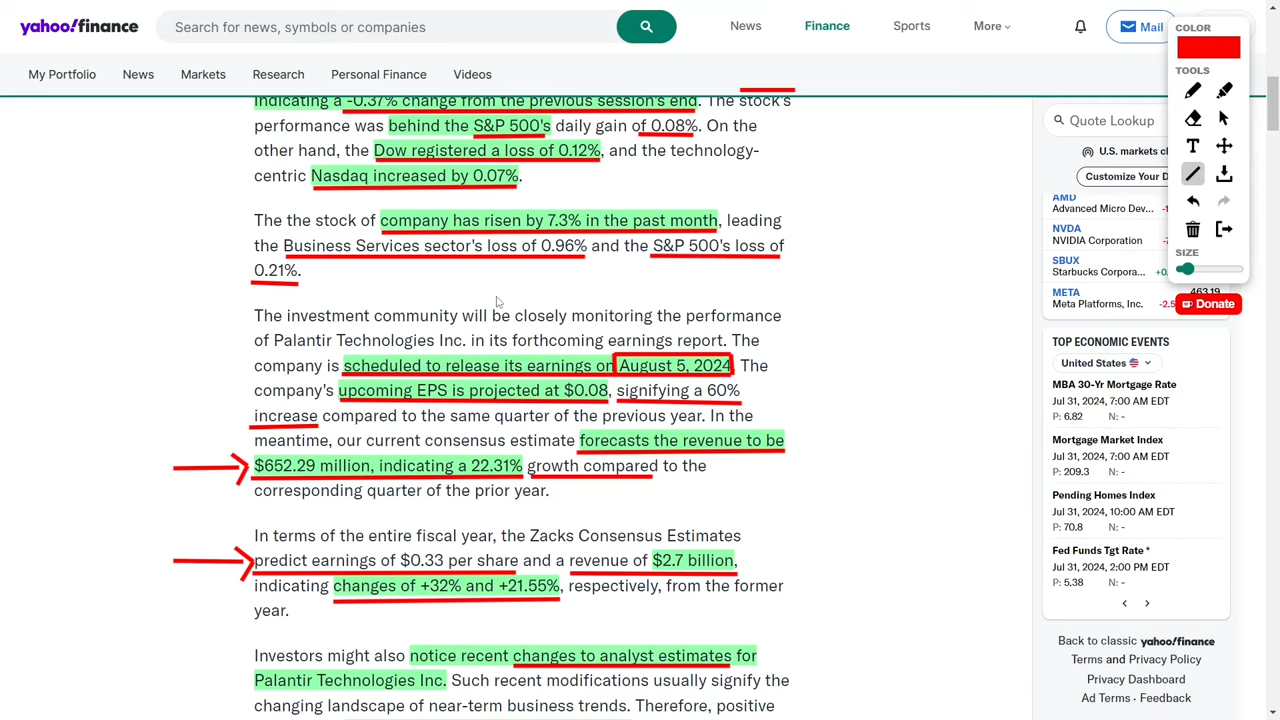 yahoo!finance
Search for news, symbols or companies
News
Finance
Sports
More
Mail
COLOR
TOOLS
T
SIZE
Donate
My Portfolio
News
Markets
Research
Personal Finance
Videos
indicating a -0.37% change from the previous session's end. The stock's
performance was behind the S&P 500's daily gain of 0.08%. On the
other hand, the Dow registered a loss of 0.12%, and the technology-
centric Nasdaq increased by 0.07%.
The the stock of company has risen by 7.3% in the past month, leading
the Business Services sector's loss of 0.96% and the S&P 500's loss of
0.21%.
The investment community will be closely monitoring the performance
of Palantir Technologies Inc. in its forthcoming earnings report. The
company is scheduled to release its earnings on August 5, 2024. The
company's upcoming EPS is projected at $0.08, signifying a 60%
increase compared to the same quarter of the previous year. In the
meantime, our current consensus estimate forecasts the revenue to be
$652.29 million, indicating a 22.31% growth compared to the
corresponding quarter of the prior year.
In terms of the entire fiscal year, the Zacks Consensus Estimates
predict earnings of $0.33 per share and a revenue of $2.7 billion,
indicating changes of +32% and +21.55%, respectively, from the former
year.
Investors might also notice recent changes to analyst estimates for
Palantir Technologies Inc. Such recent modifications usually signify the
changing landscape of near-term business trends. Therefore, positive
Quote Lookup
U.S. markets cl
Customize Your D
AMD
Advanced Micro Dev...
NVDA
NVIDIA Corporation
SBUX
Starbucks Corpora...
META
463.19
Meta Platforms, Inc.
TOP ECONOMIC EVENTS
United States
MBA 30-Yr Mortgage Rate
Jul 31, 2024, 7:00 AM EDT
P: 6.82 N: -
Mortgage Market Index
Jul 31, 2024, 7:00 AM EDT
P: 209.3 N: -
Pending Homes Index
Jul 31, 2024, 10:00 AM EDT
P: 70.8 N: -
Fed Funds Tgt Rate *
Jul 31, 2024, 2:00 PM EDT
P: 5.38 N: -
Back to classic yahoo!finance
Terms and Privacy Policy
Privacy Dashboard
Ad Terms • Feedback